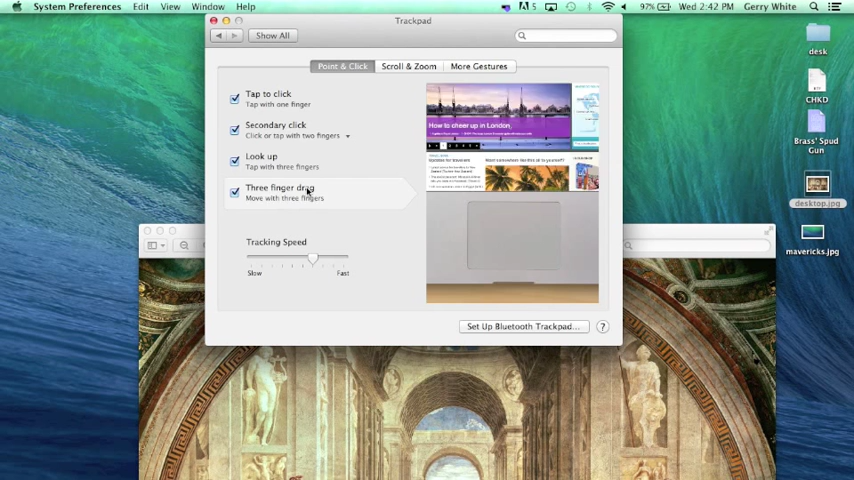 System Preferences Edit View Window Help
5 97% Wed 2:42 PM Gerry White
Trackpad
Show All
Point & Click Scroll & Zoom More Gestures
Tap to click
Tap with one finger
Secondary click
Click or tap with two fingers
Look up
Tap with three fingers
Three finger drag
Move with three fingers
Tracking Speed
Slow Fast
How to cheer up in London,
Set Up Bluetooth Trackpad... ?
desk
CHKD
Brass' Spud
Gun
desktop.jpg
mavericks.jpg